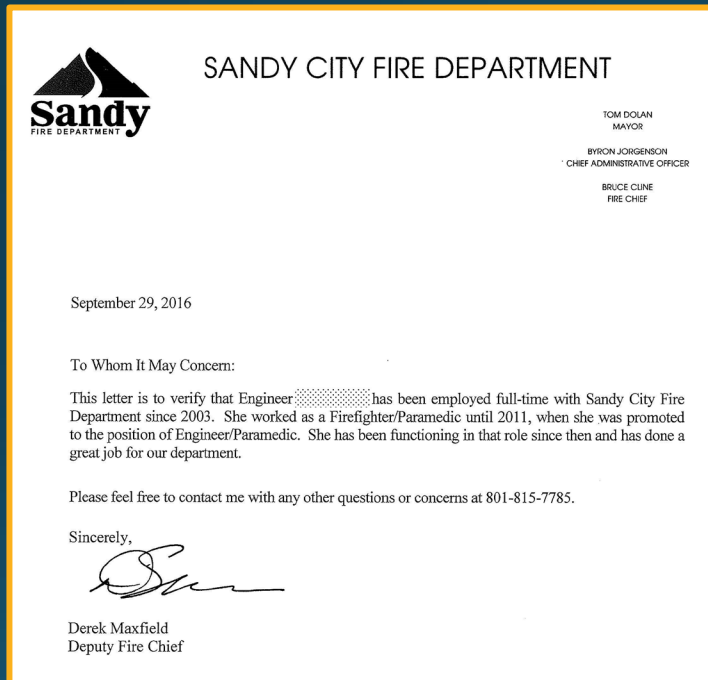 Sandy
FIRE DEPARTMENT
SANDY CITY FIRE DEPARTMENT
TOM DOLAN
MAYOR
BYRON JORGENSON
CHIEF ADMINISTRATIVE OFFICER
BRUCE CLINE
FIRE CHIEF
September 29, 2016
To Whom It May Concern:
This letter is to verify that Engineer has been employed full-time with Sandy City Fire
Department since 2003. She worked as a Firefighter/Paramedic until 2011, when she was promoted
to the position of Engineer/Paramedic. She has been functioning in that role since then and has done a
great job for our department.
Please feel free to contact me with any other questions or concerns at 801-815-7785.
Sincerely,
Derek Maxfield
Deputy Fire Chief